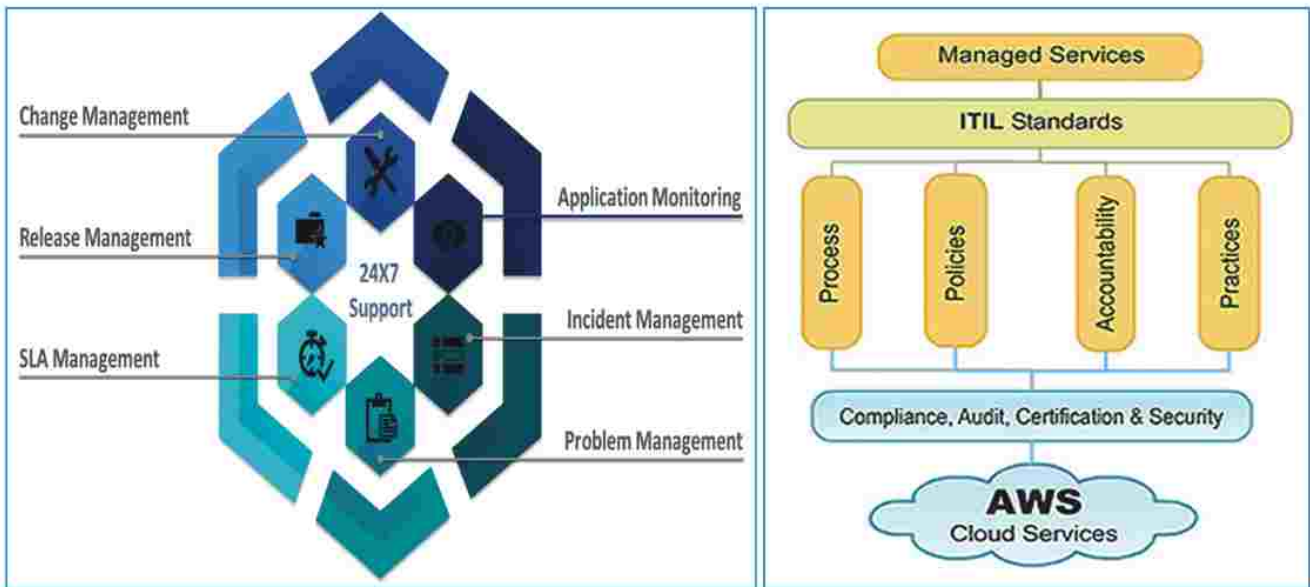 Change Management
Release Management
SLA Management
24X7
Support
Application Monitoring
Incident Management
Problem Management
Managed Services
ITIL Standards
Process
Policies
Accountability
Practices
Compliance, Audit, Certification & Security
AWS
Cloud Services